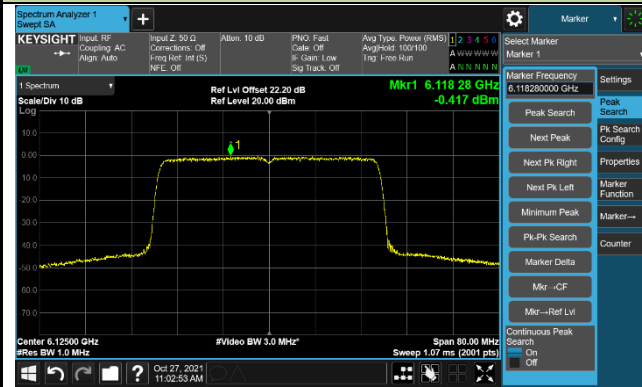 Spectrum Analyzer 1
Swept SA
Marker
KEYSIGHT
Input: RF
Coupling: AC
Align: Auto
Input Z: 50 Ω
Corrections: Off
Freq Ref: Int (S)
NFE: Off
Atten: 10 dB
PNO: Fast
Gate: Off
IF Gain: Low
Sig Track: Off
Avg Type: Power (RMS)
Avg|Hold: 100/100
Trig: Free Run
1 2 3 4 5 6
A W W W W W
A N N N N N
LXI
Select Marker
Marker 1
1 Spectrum
Scale/Div 10 dB
Log
Ref Lvl Offset 22.20 dB
Ref Level 20.00 dBm
Mkr1 6.118 28 GHz
-0.417 dBm
10.0
0.00
-10.0
-20.0
-30.0
-40.0
-50.0
-60.0
-70.0
1
Center 6.12500 GHz
#Res BW 1.0 MHz
#Video BW 3.0 MHz*
Span 80.00 MHz
Sweep 1.07 ms (2001 pts)
Marker Frequency
6.118280000 GHz
Peak Search
Next Peak
Next Pk Right
Next Pk Left
Minimum Peak
Pk-Pk Search
Marker Delta
Mkr→CF
Mkr→Ref Lvl
Continuous Peak
Search
On
Off
Settings
Peak
Search
Pk Search
Config
Properties
Marker
Function
Marker→
Counter
Oct 27, 2021
11:02:53 AM